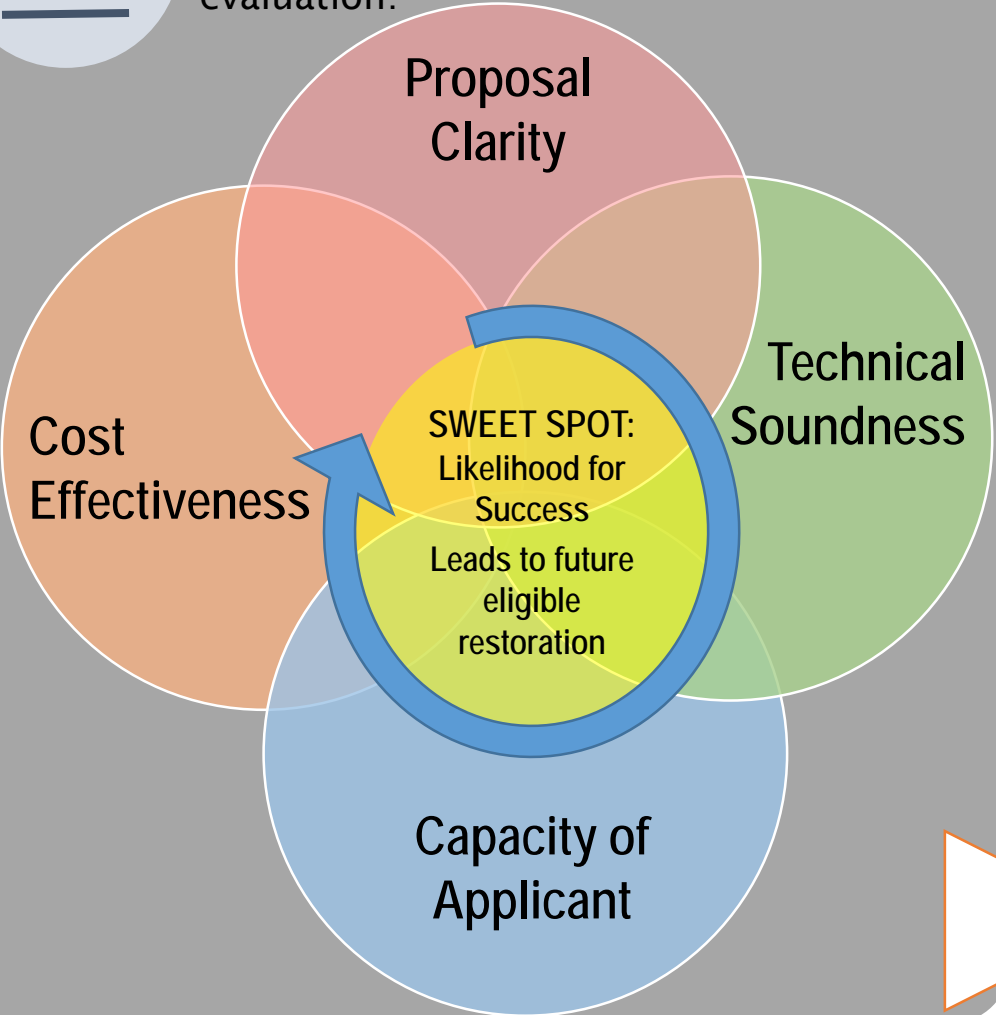 evaluation:
Proposal
Clarity
Technical
Soundness
Cost
Effectiveness
SWEET SPOT:
Likelihood for
Success
Leads to future
eligible
restoration
Capacity of
Applicant